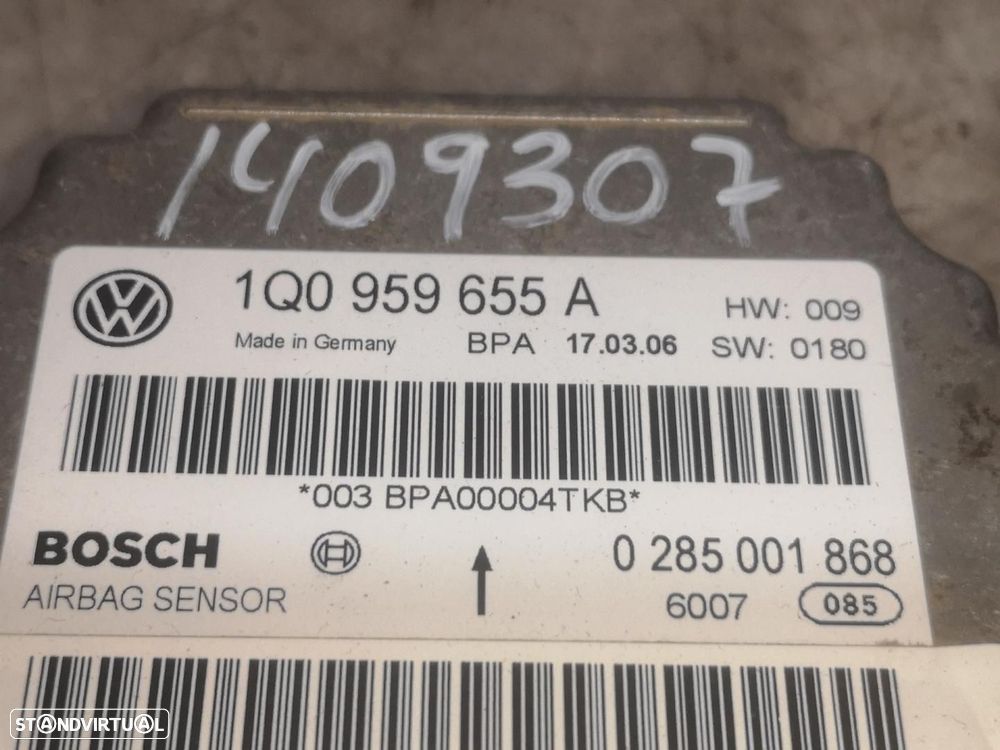 1409307
1Q0 959 655 A
HW: 009
Made in Germany BPA 17.03.06 SW: 0180
*003 BPA00004TKB*
BOSCH 0 285 001 868
AIRBAG SENSOR 6007 085
STANDVIRTUAL